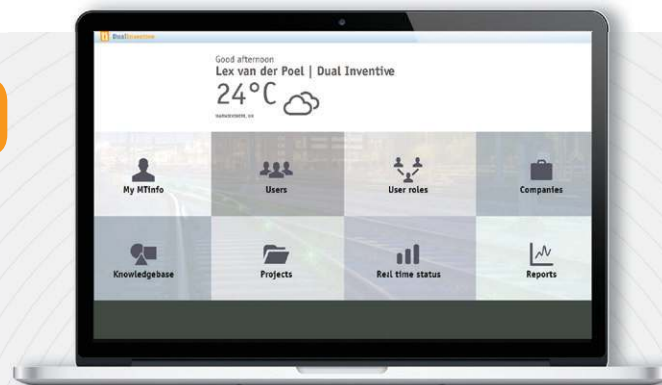 DualInventive
Good afternoon
Lex van der Poel | Dual Inventive
24°C
My MTinfo
Users
User roles
Companies
Knowledgebase
Projects
Real time status
Reports